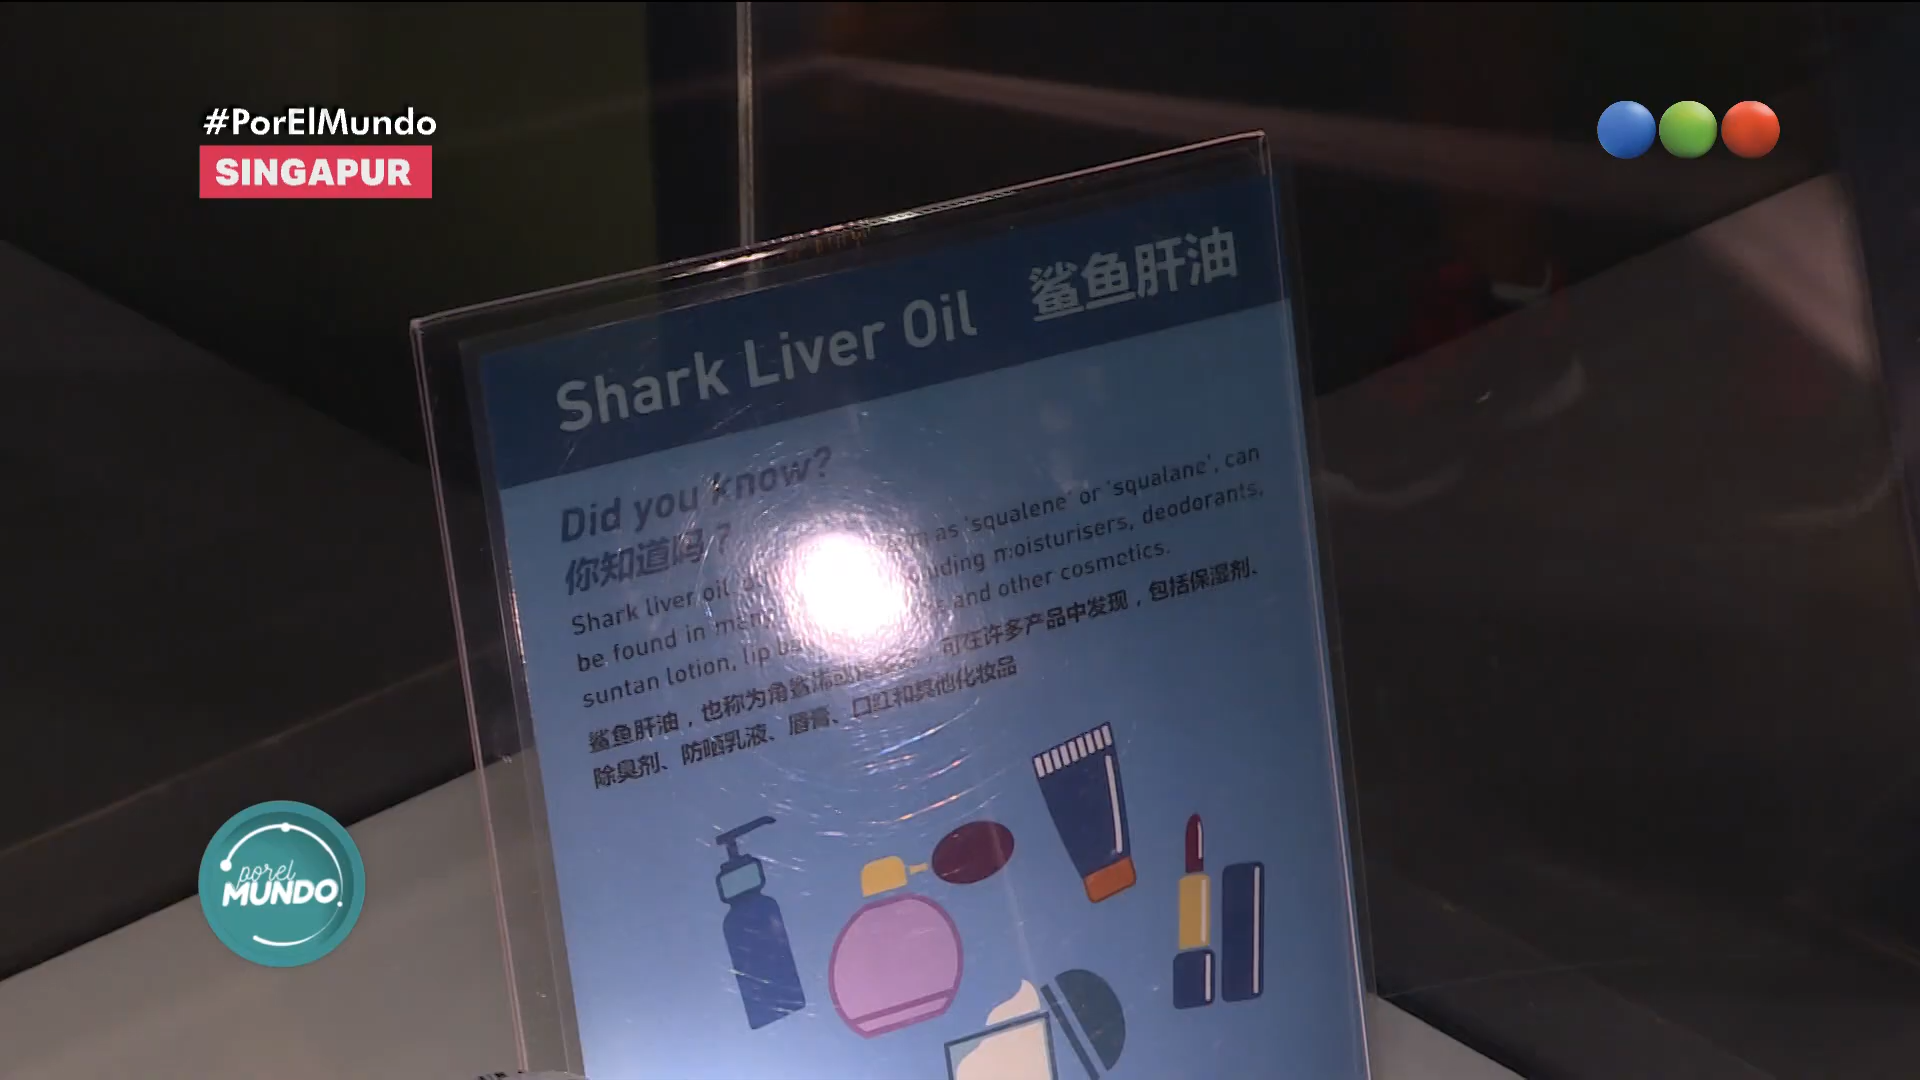 #PorElMundo
SINGAPUR
Shark Liver Oil 鲨鱼肝油
Did you know?
你知道吗？
Shark liver oil, as 'squalene' or 'squalane', can
be found in many moisturisers, deodorants,
suntan lotion, lip and other cosmetics.
鲨鱼肝油，也称为角鲨烯或，可在许多产品中发现，包括保湿剂、
除臭剂、防晒乳液、唇膏、口红和其他化妆品
por el
MUNDO.